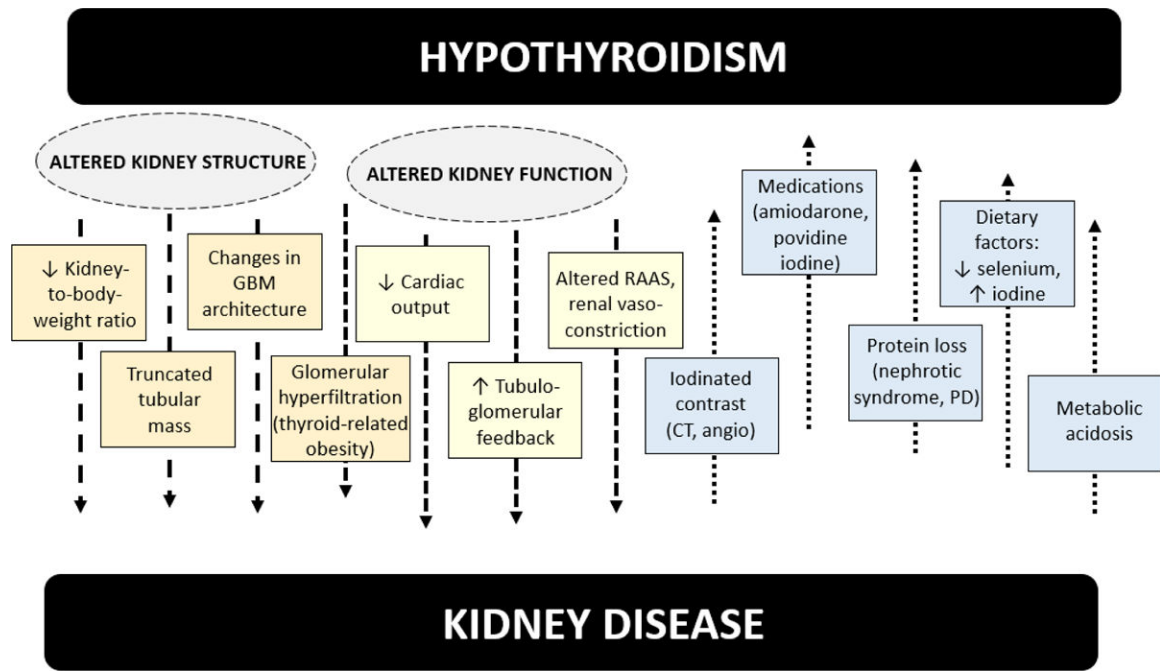 HYPOTHYROIDISM
ALTERED KIDNEY STRUCTURE
ALTERED KIDNEY FUNCTION
↓ Kidney-
to-body-
weight ratio
Truncated
tubular
mass
Changes in
GBM
architecture
Glomerular
hyperfiltration
(thyroid-related
obesity)
↓ Cardiac
output
↑ Tubulo-
glomerular
feedback
Altered RAAS,
renal vaso-
constriction
Iodinated
contrast
(CT, angio)
Medications
(amiodarone,
povidine
iodine)
Protein loss
(nephrotic
syndrome, PD)
Dietary
factors:
↓ selenium,
↑ iodine
Metabolic
acidosis
KIDNEY DISEASE